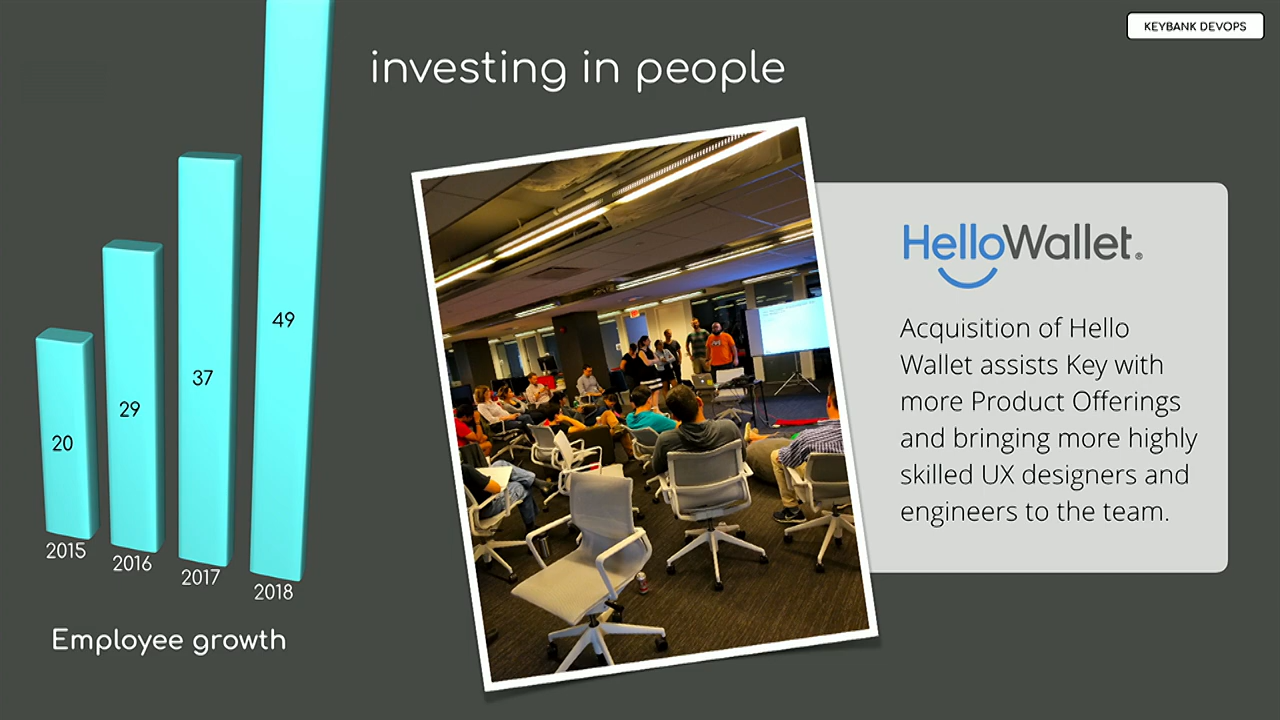 KEYBANK DEVOPS
investing in people
49
37
29
20
2015
2016
2017
2018
Employee growth
HelloWallet®
Acquisition of Hello
Wallet assists Key with
more Product Offerings
and bringing more highly
skilled UX designers and
engineers to the team.